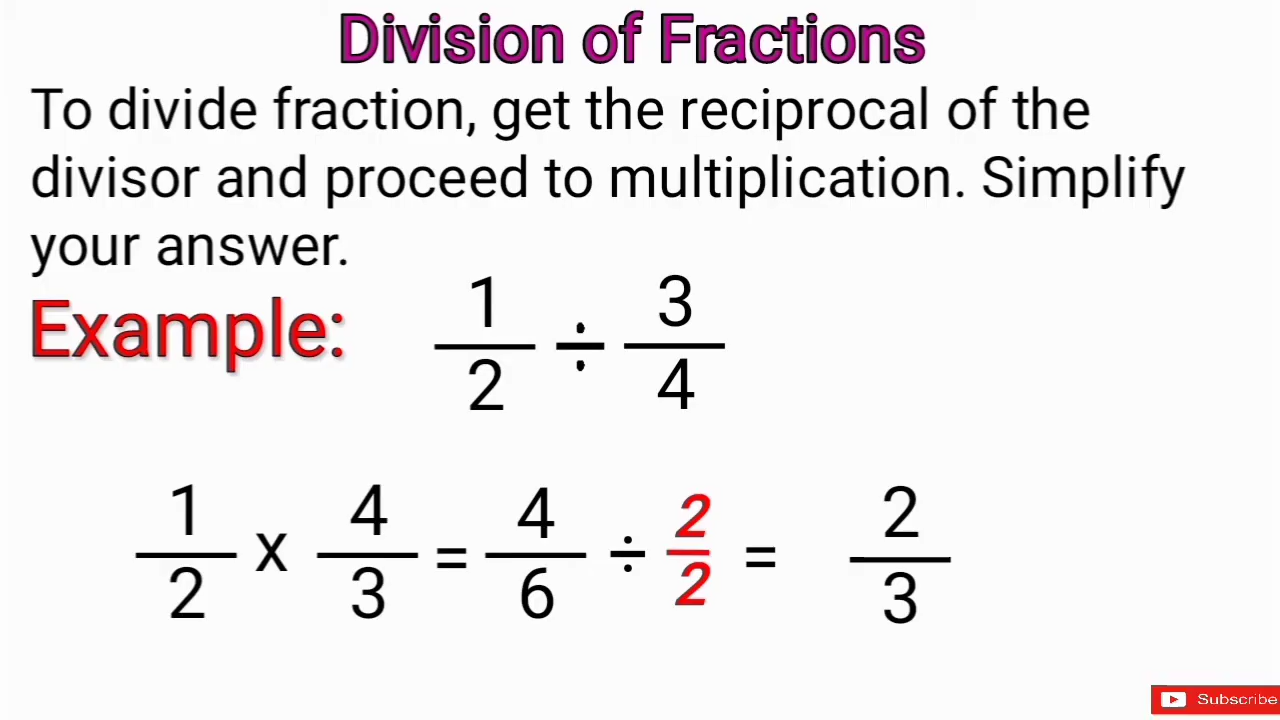 Division of Fractions
To divide fraction, get the reciprocal of the
divisor and proceed to multiplication. Simplify
your answer.
Example: 1/2 ÷ 3/4
1/2 x 4/3 = 4/6 ÷ 2/2 = 2/3
Subscribe